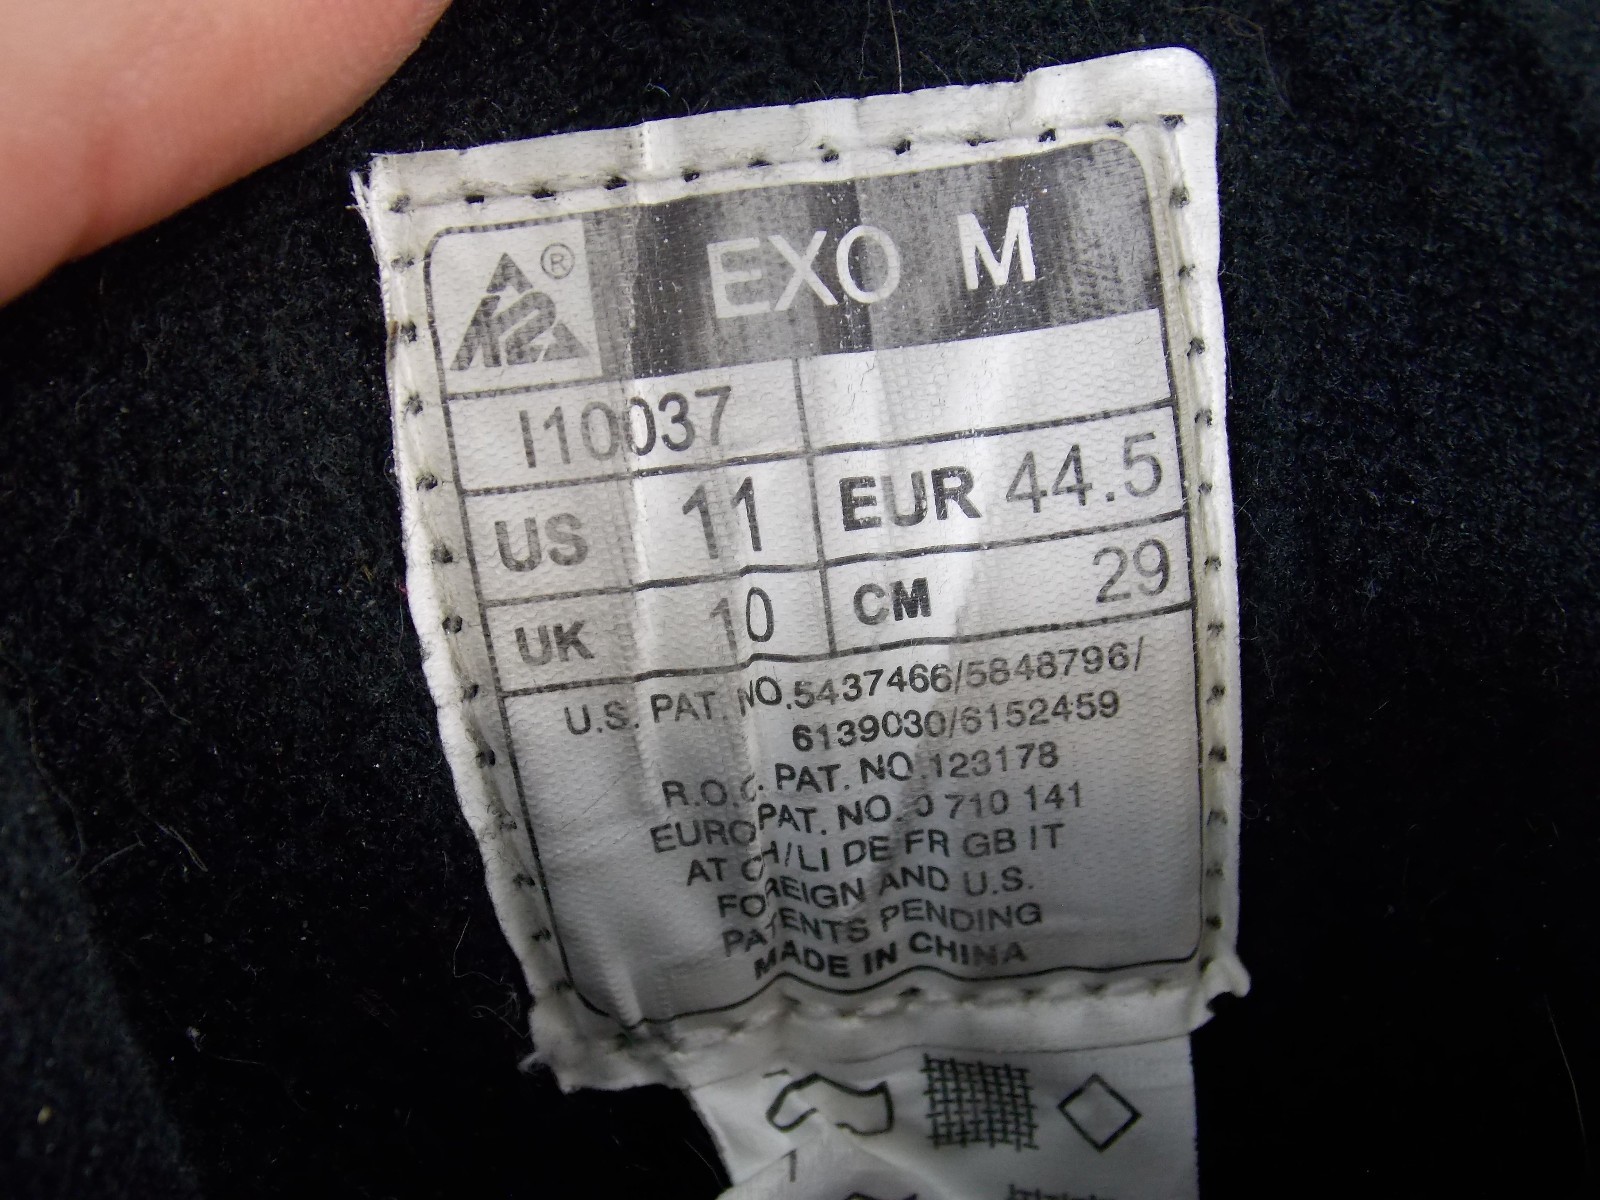 K2 ® EXO M
I10037
US 11 EUR 44.5
UK 10 CM 29
U.S. PAT. NO.5437466/5848796/
6139030/6152459
R.O.C. PAT. NO.123178
EURO PAT. NO. 0 710 141
AT CH/LI DE FR GB IT
FOREIGN AND U.S.
PATENTS PENDING
MADE IN CHINA